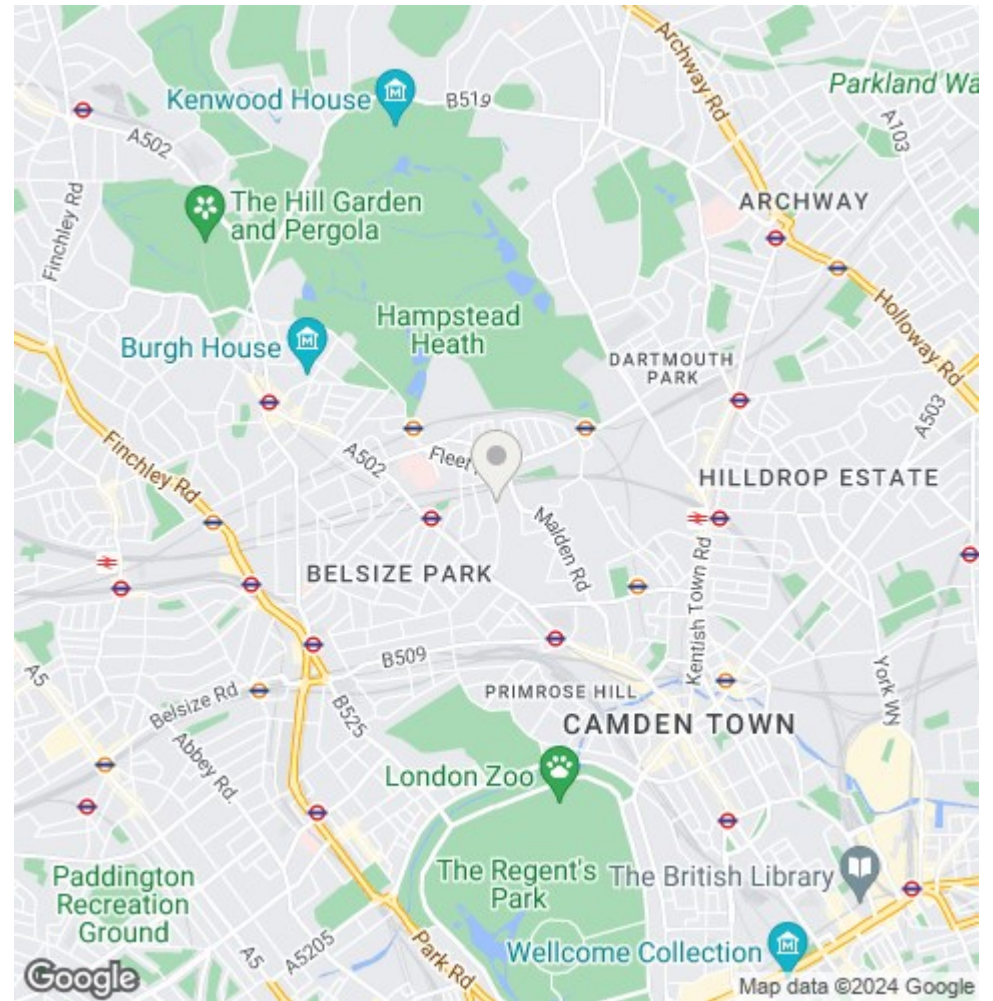 Archway Rd
Parkland Wa
Kenwood House
B519
A103
A502
The Hill Garden
and Pergola
ARCHWAY
Finchley Rd
Holloway Rd
Hampstead
Heath
Burgh House
DARTMOUTH
PARK
A503
A502
Fleet
Finchley Rd
HILLDROP ESTATE
Malden Rd
BELSIZE PARK
Kentish Town Rd
B509
A5
York WN
PRIMROSE HILL
Belsize Rd
B525
CAMDEN TOWN
Abbey Rd.
London Zoo
Paddington
Recreation
Ground
The Regent's
Park
The British Library
A5
A5205
Park Rd
Wellcome Collection
Google
Map data ©2024 Google